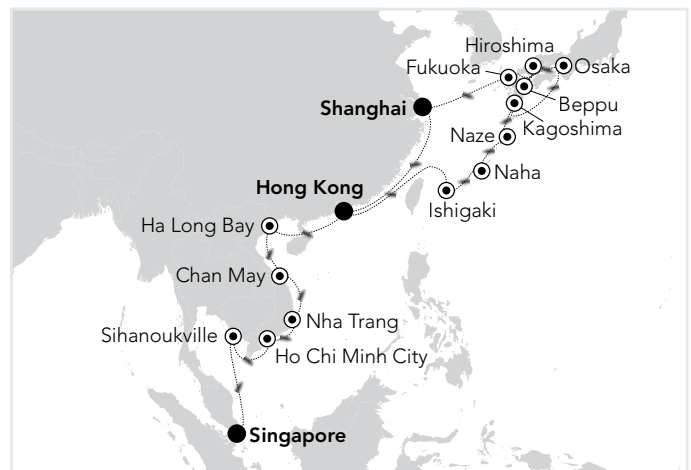 Hiroshima
Fukuoka
Osaka
Shanghai
Beppu
Kagoshima
Naze
Naha
Hong Kong
Ishigaki
Ha Long Bay
Chan May
Nha Trang
Sihanoukville
Ho Chi Minh City
Singapore